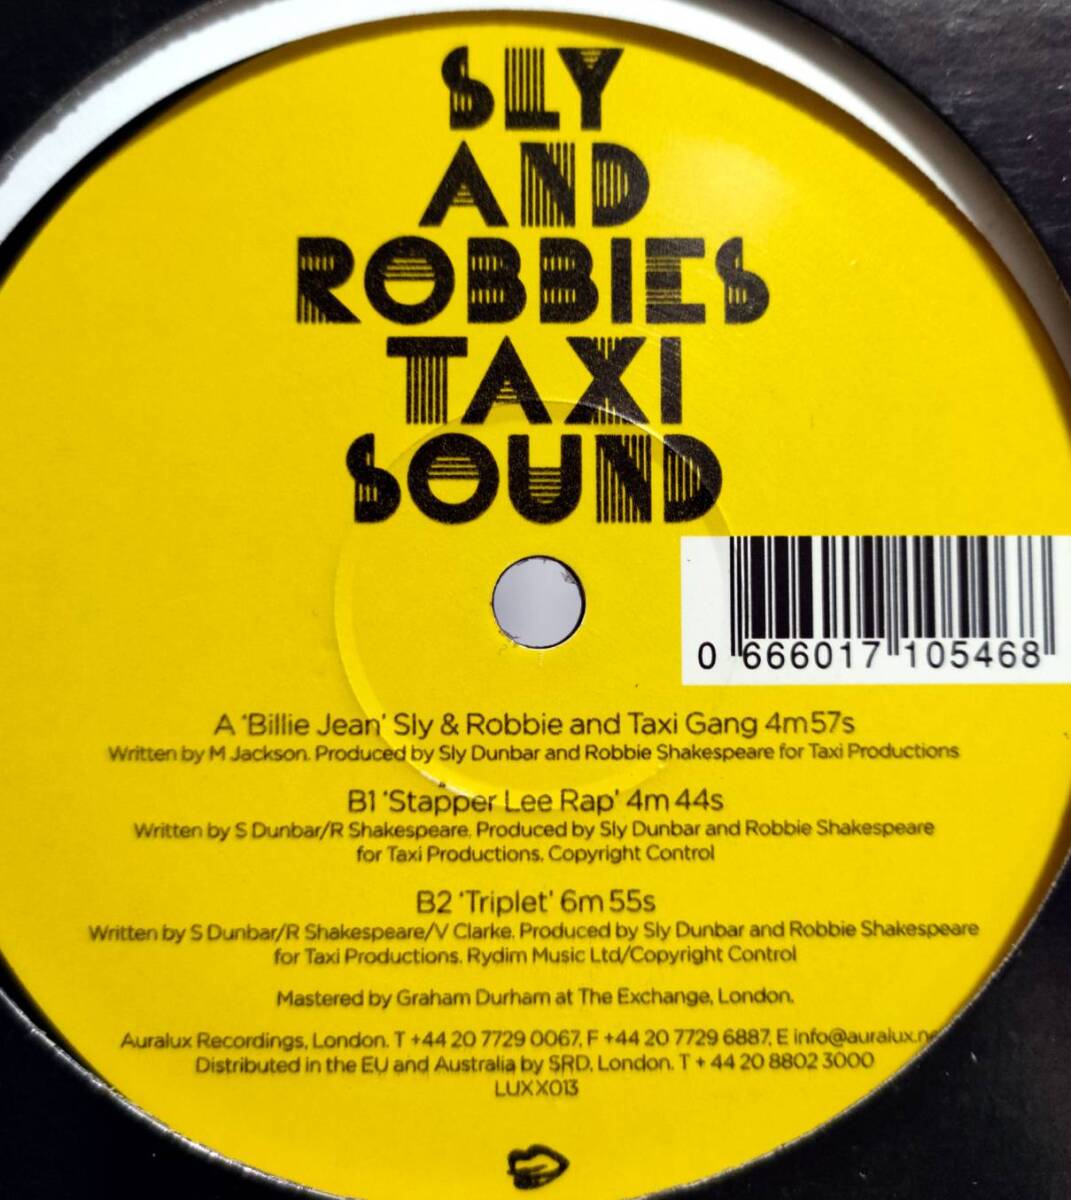 SLY
AND
ROBBIES
TAXI
SOUND
0 666017 105468
A 'Billie Jean' Sly & Robbie and Taxi Gang 4m57s
Written by M Jackson. Produced by Sly Dunbar and Robbie Shakespeare for Taxi Productions
B1 'Stapper Lee Rap' 4m 44s
Written by S Dunbar/R Shakespeare. Produced by Sly Dunbar and Robbie Shakespeare
for Taxi Productions. Copyright Control
B2 'Triplet' 6m 55s
Written by S Dunbar/R Shakespeare/V Clarke. Produced by Sly Dunbar and Robbie Shakespeare
for Taxi Productions. Rydim Music Ltd/Copyright Control
Mastered by Graham Durham at The Exchange, London.
Auralux Recordings, London. T +44 20 7729 0067, F +44 20 7729 6887, E info@auralux.ne
Distributed in the EU and Australia by SRD, London. T + 44 20 8802 3000
LUXX013